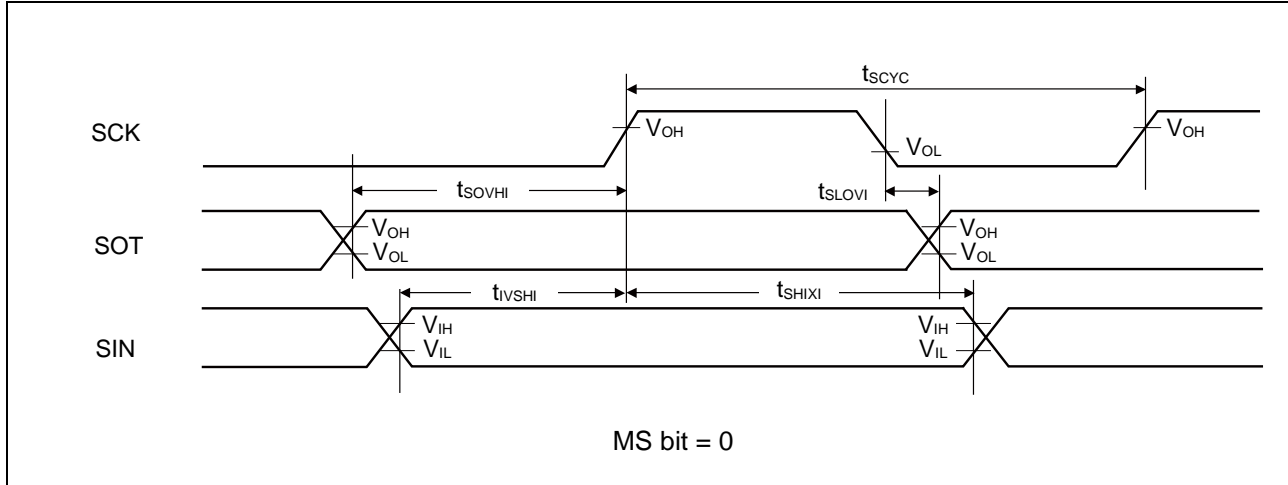 tSCYC
SCK
VOH
VOL
VOH
tSOVHI
tSLOVI
SOT
VOH
VOL
VOH
VOL
tIVSHI
tSHIXI
SIN
VIH
VIL
VIH
VIL
MS bit = 0